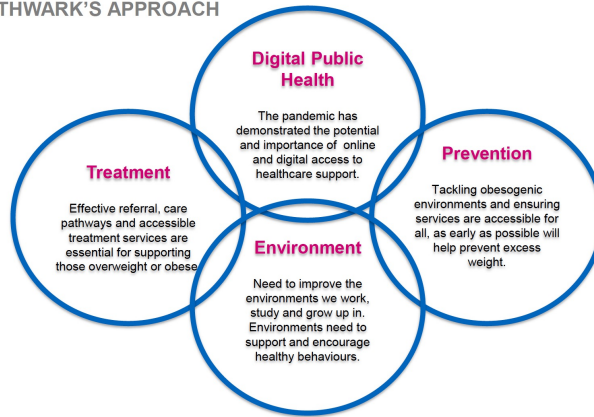 THWARK'S APPROACH
Digital Public
Health
The pandemic has
demonstrated the potential
and importance of online
and digital access to
healthcare support.
Treatment
Effective referral, care
pathways and accessible
treatment services are
essential for supporting
those overweight or obese
Prevention
Tackling obesogenic
environments and ensuring
services are accessible for
all, as early as possible will
help prevent excess
weight.
Environment
Need to improve the
environments we work,
study and grow up in.
Environments need to
support and encourage
healthy behaviours.